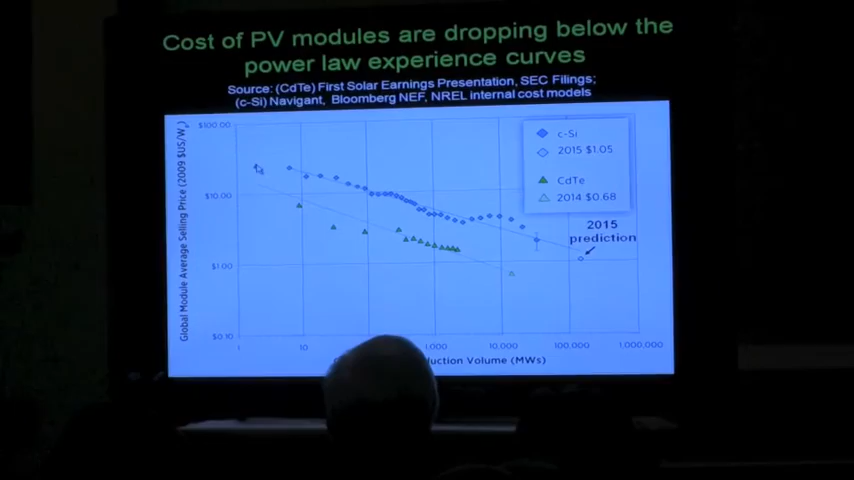 Cost of PV modules are dropping below the
power law experience curves
Source: (CdTe) First Solar Earnings Presentation, SEC Filings;
(c-Si) Navigant, Bloomberg NEF, NREL internal cost models
$100.00
$10.00
$1.00
$0.10
Global Module Average Selling Price (2009 $US/Wp)
c-Si
2015 $1.05
CdTe
2014 $0.68
2015
prediction
1
10
1,000
10,000
100,000
1,000,000
Volume (MWs)